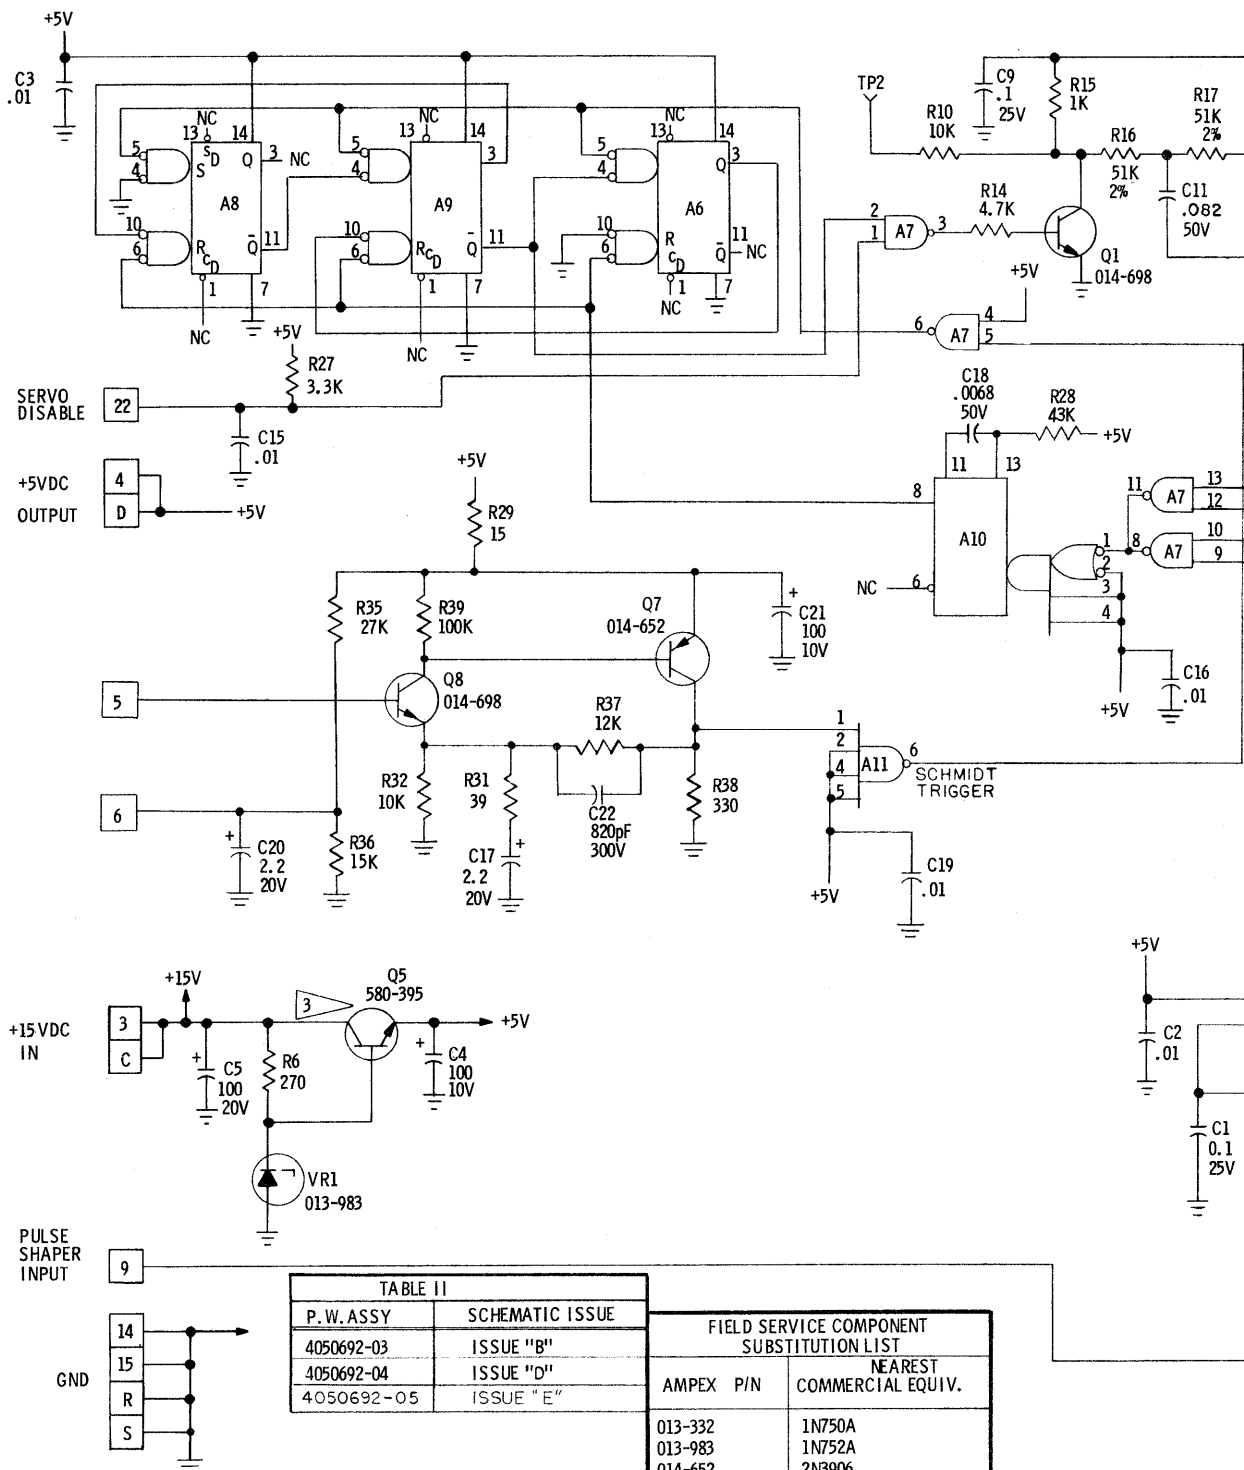 +5V
C3
.01
NC
13
14
SD
S
Q
3
NC
5
4
A8
10
6
R
CD
Q̄
11
1
7
NC
NC
13
14
5
4
3
A9
10
6
R
CD
Q̄
11
1
7
NC
NC
13
14
5
4
Q
3
A6
10
6
R
CD
11
Q̄
NC
1
7
NC
TP2
R10
10K
C9
.1
25V
R15
1K
R17
51K
2%
R16
51K
2%
C11
.082
50V
R14
4.7K
2
1
A7
3
Q1
014-698
+5V
6
A7
4
5
+5V
R27
3.3K
SERVO
DISABLE
22
C15
.01
+5VDC
OUTPUT
4
D
+5V
C18
.0068
50V
R28
43K
+5V
11
13
8
A10
NC
6
1
2
3
4
11
A7
13
12
8
A7
10
9
C16
.01
+5V
+5V
R29
15
R35
27K
R39
100K
Q7
014-652
+
C21
100
10V
5
Q8
014-698
R37
12K
R32
10K
R31
39
C22
820pF
300V
R38
330
1
2
4
5
A11
6
SCHMIDT
TRIGGER
6
+
C20
2.2
20V
R36
15K
C17
+
2.2
20V
+5V
C19
.01
+15V
3
Q5
580-395
+15 VDC
IN
3
C
+
C5
100
20V
R6
270
+
C4
100
10V
+5V
VR1
013-983
+5V
C2
.01
C1
0.1
25V
PULSE
SHAPER
INPUT
9
GND
14
15
R
S
TABLE II
P.W. ASSY SCHEMATIC ISSUE
4050692-03 ISSUE "B"
4050692-04 ISSUE "D"
4050692-05 ISSUE "E"
FIELD SERVICE COMPONENT
SUBSTITUTION LIST
AMPEX P/N NEAREST
COMMERCIAL EQUIV.
013-332 1N750A
013-983 1N752A
014-652 2N3906